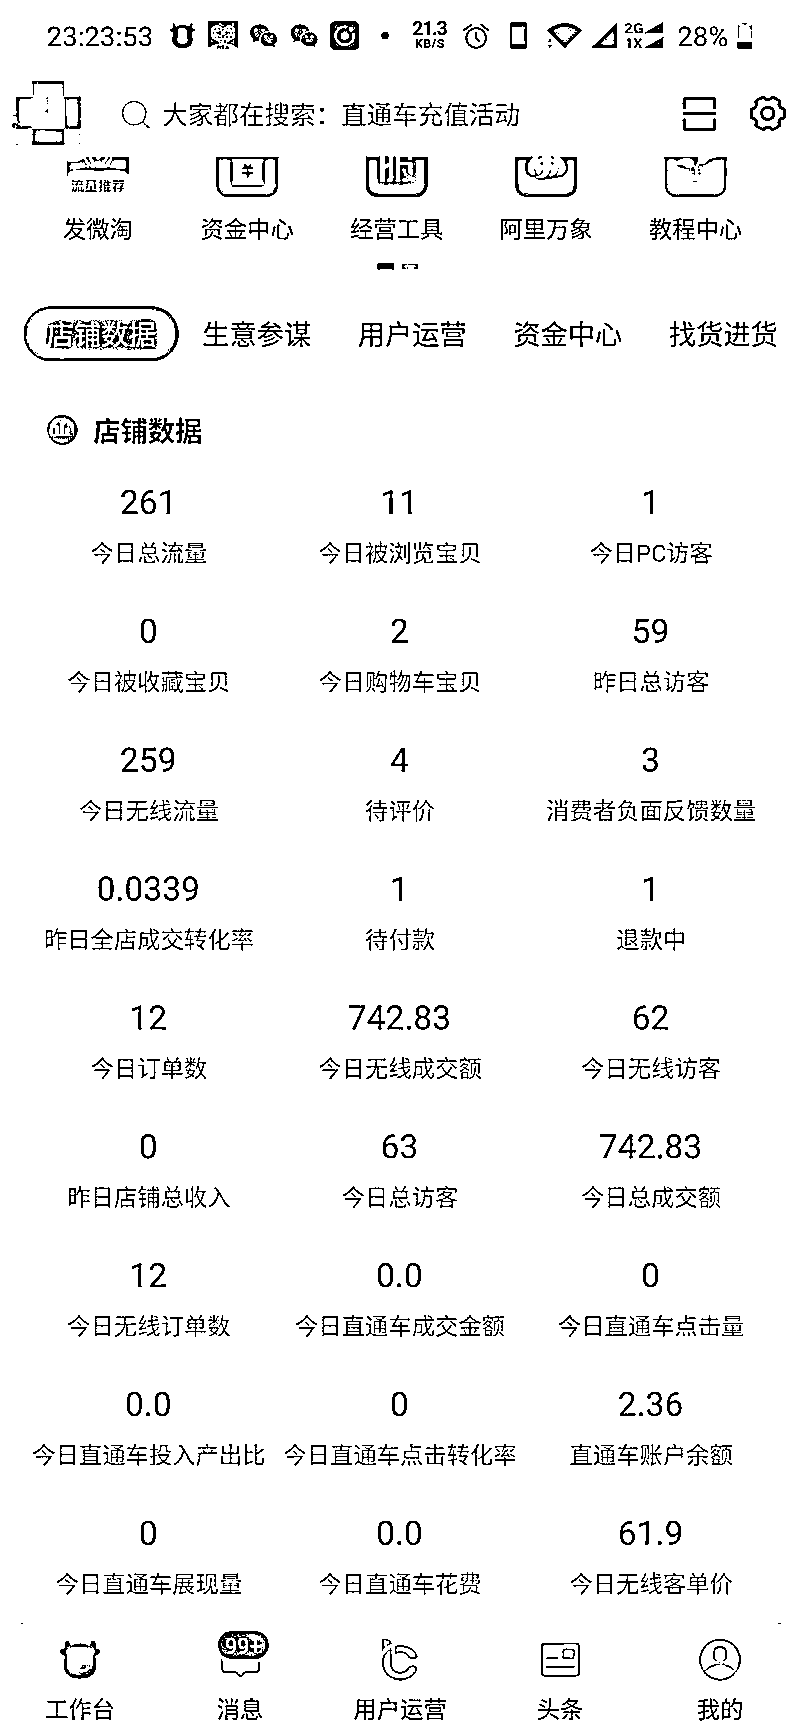 23:23:53 21.3 KB/S 2G 1X 28%
大家都在搜索：直通车充值活动
流量推荐
发微淘 资金中心 经营工具 阿里万象 教程中心
店铺数据 生意参谋 用户运营 资金中心 找货进货
店铺数据
261 11 1
今日总流量 今日被浏览宝贝 今日PC访客
0 2 59
今日被收藏宝贝 今日购物车宝贝 昨日总访客
259 4 3
今日无线流量 待评价 消费者负面反馈数量
0.0339 1 1
昨日全店成交转化率 待付款 退款中
12 742.83 62
今日订单数 今日无线成交额 今日无线访客
0 63 742.83
昨日店铺总收入 今日总访客 今日总成交额
12 0.0 0
今日无线订单数 今日直通车成交金额 今日直通车点击量
0.0 0 2.36
今日直通车投入产出比 今日直通车点击转化率 直通车账户余额
0 0.0 61.9
今日直通车展现量 今日直通车花费 今日无线客单价
99+
工作台 消息 用户运营 头条 我的